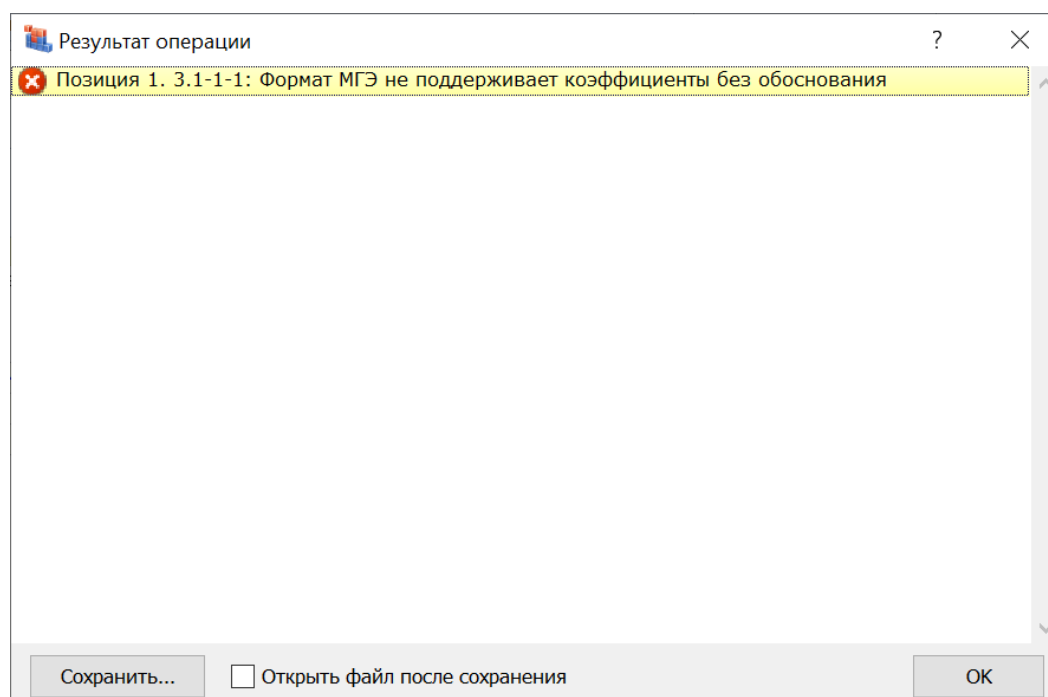 Результат операции
?
Позиция 1. 3.1-1-1: Формат МГЭ не поддерживает коэффициенты без обоснования
Сохранить...
Открыть файл после сохранения
OK